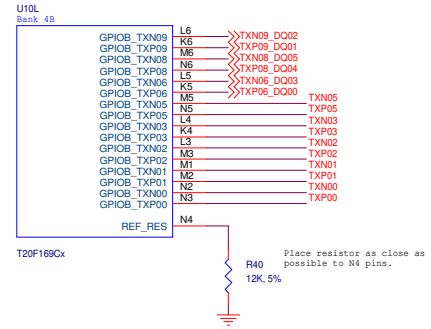 U10L
Bank 4B
GPIOB_TXN09 L6 TXN09_DQ02
GPIOB_TXP09 K6 TXP09_DQ01
GPIOB_TXN08 M6 TXN08_DQ05
GPIOB_TXP08 N6 TXP08_DQ04
GPIOB_TXN06 L5 TXN06_DQ03
GPIOB_TXP06 K5 TXP06_DQ00
GPIOB_TXN05 M5 TXN05
GPIOB_TXP05 N5 TXP05
GPIOB_TXN03 L4 TXN03
GPIOB_TXP03 K4 TXP03
GPIOB_TXN02 L3 TXN02
GPIOB_TXP02 M3 TXP02
GPIOB_TXN01 M1 TXN01
GPIOB_TXP01 M2 TXP01
GPIOB_TXN00 N2 TXN00
GPIOB_TXP00 N3 TXP00
REF_RES N4
T20F169Cx
R40
12K, 5%
Place resistor as close as
possible to N4 pins.